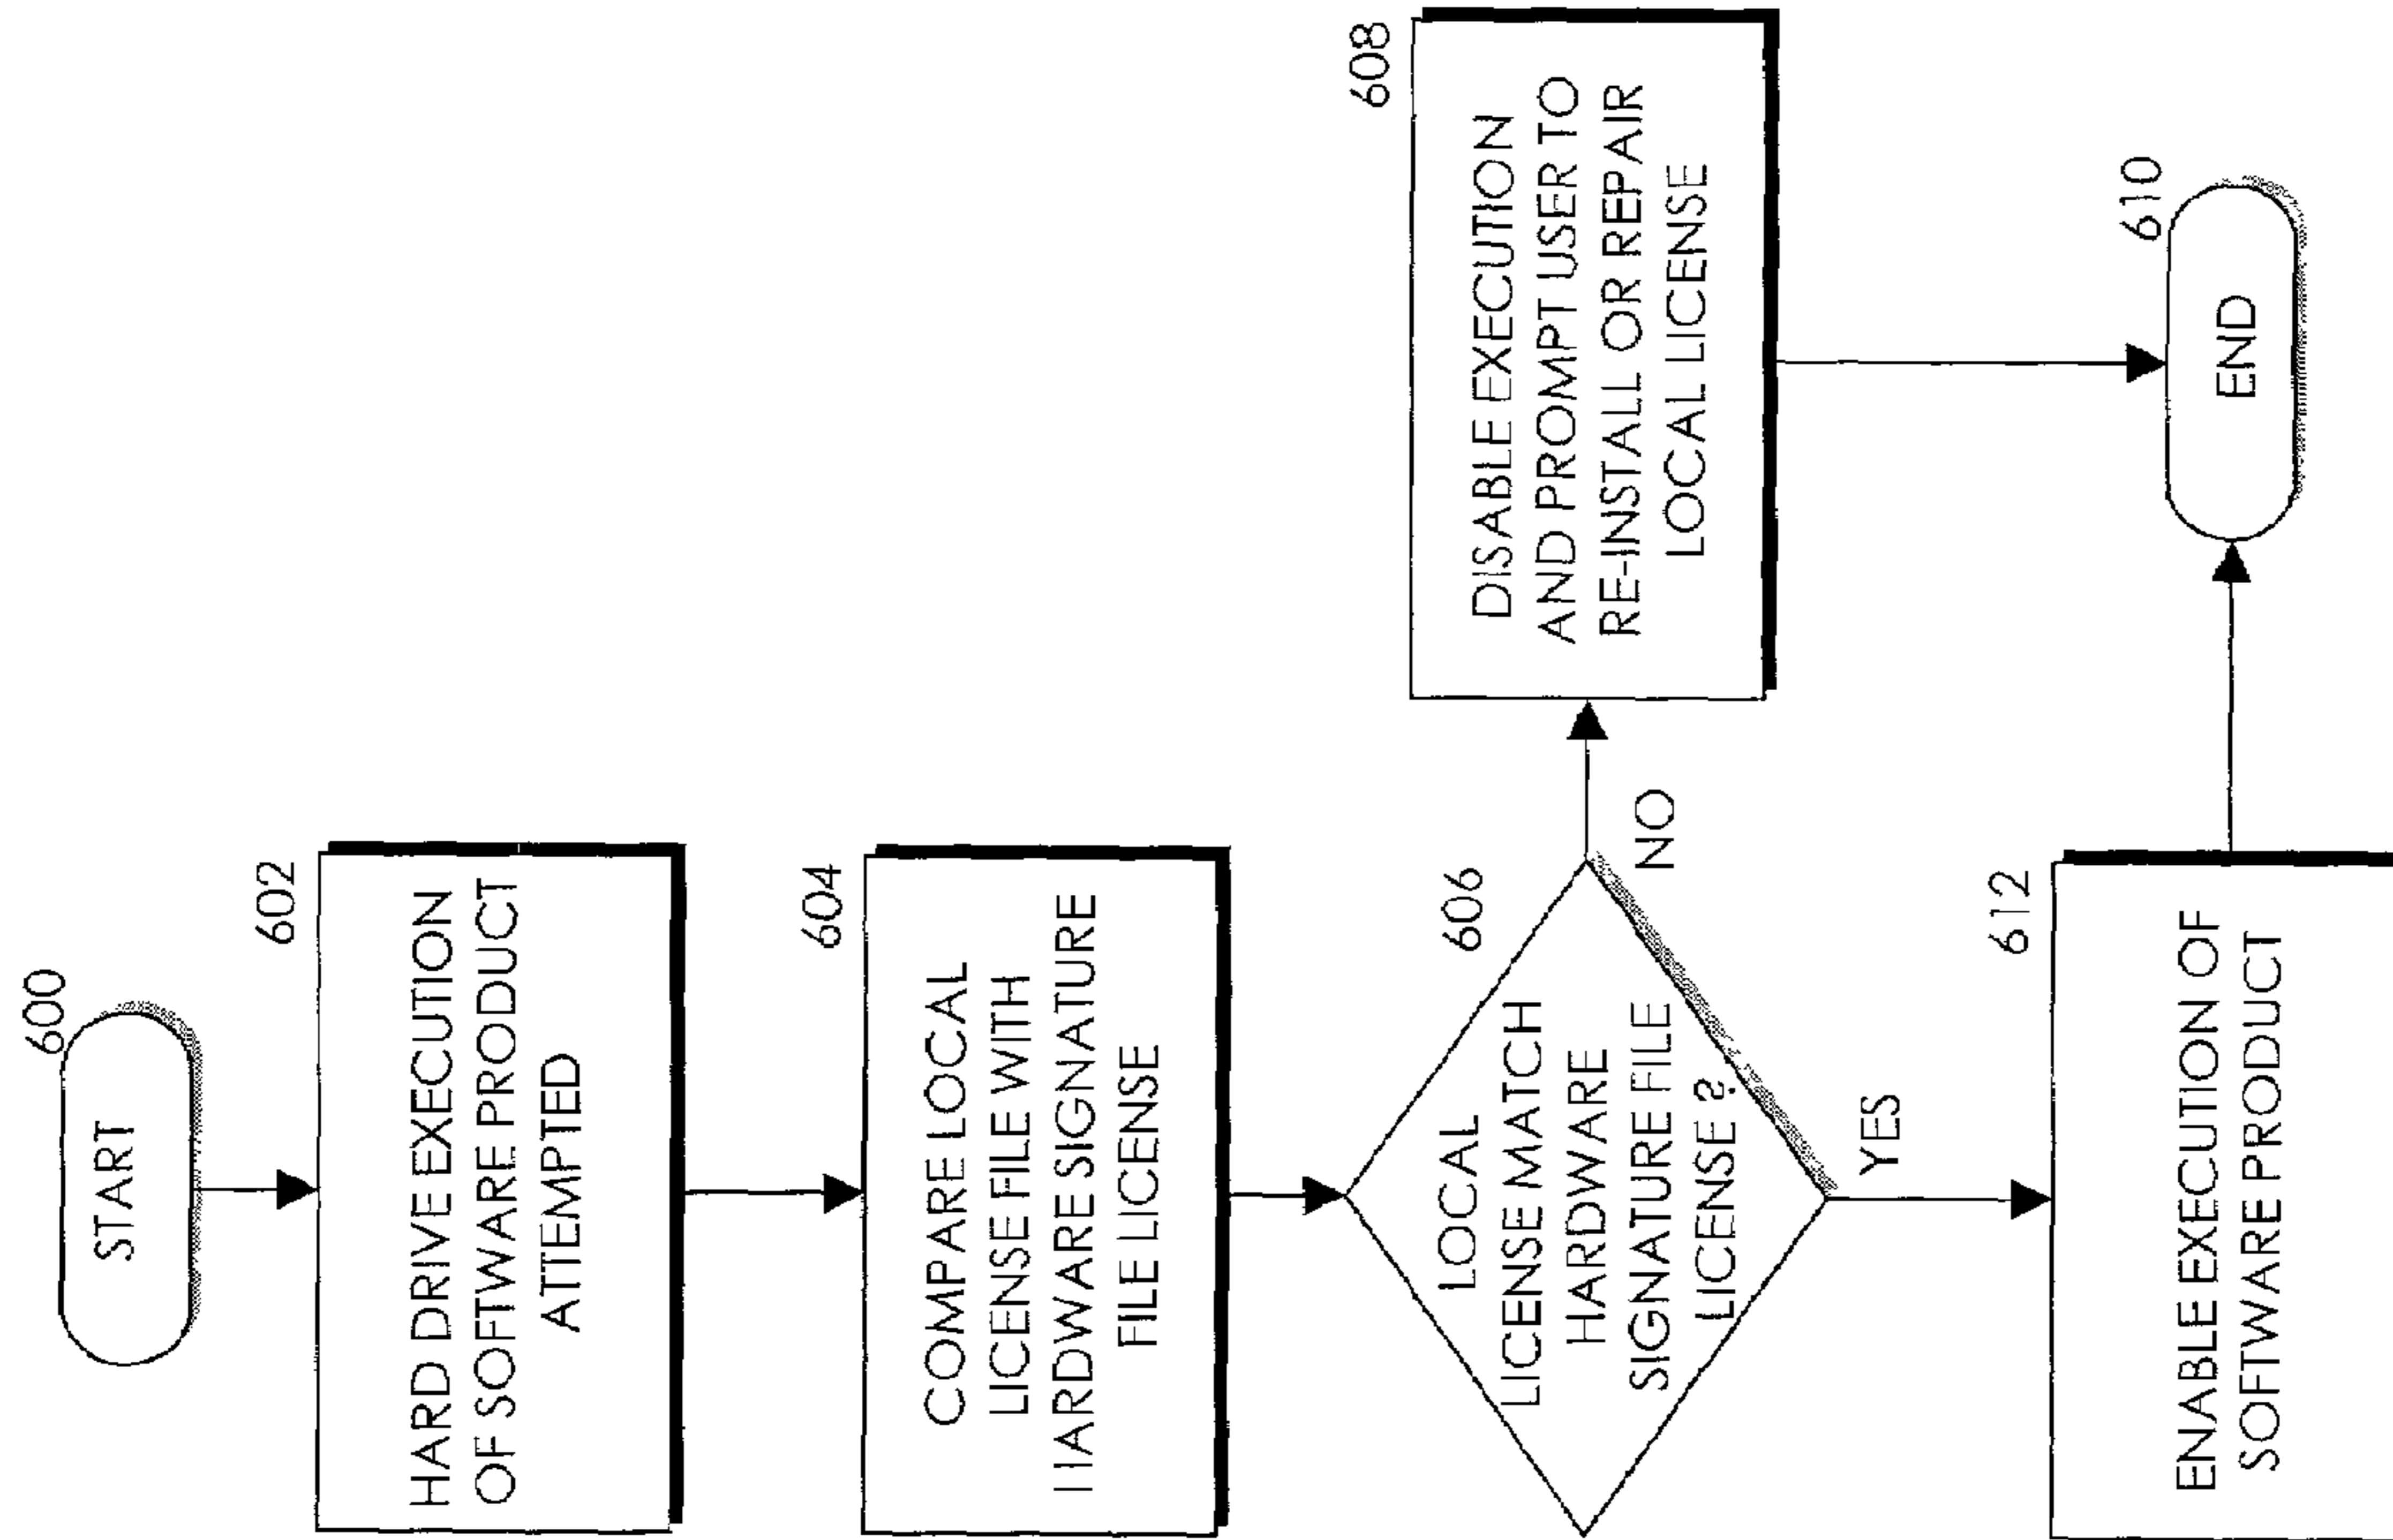 600
START
602
HARD DRIVE EXECUTION
OF SOFTWARE PRODUCT
ATTEMPTED
604
COMPARE LOCAL
LICENSE FILE WITH
HARDWARE SIGNATURE
FILE LICENSE
606
LOCAL
LICENSE MATCH
HARDWARE
SIGNATURE FILE
LICENSE ?
NO
608
DISABLE EXECUTION
AND PROMPT USER TO
RE-INSTALL OR REPAIR
LOCAL LICENSE
YES
612
ENABLE EXECUTION OF
SOFTWARE PRODUCT
610
END